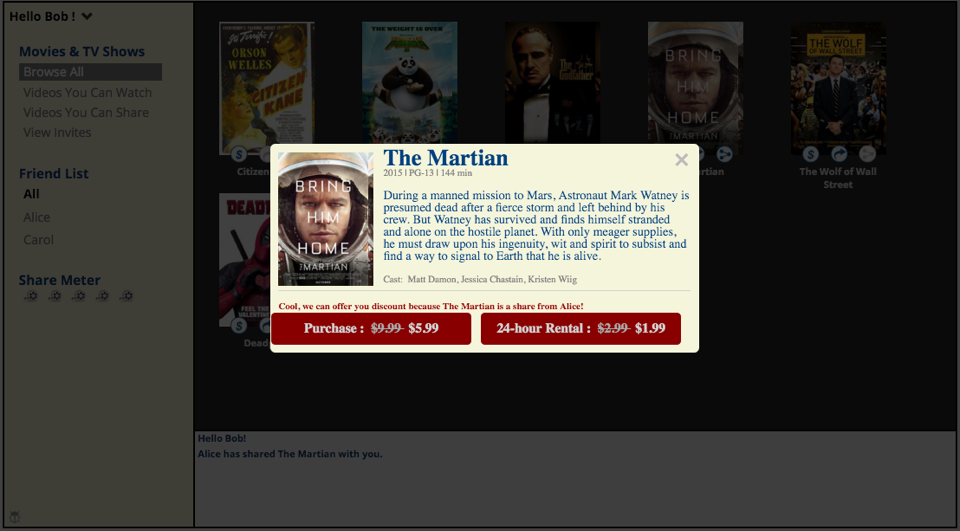 Hello Bob !
Movies & TV Shows
Browse All
Videos You Can Watch
Videos You Can Share
View Invites
Friend List
All
Alice
Carol
Share Meter
So Terrific!
ORSON
WELLES
CITIZEN
KANE
THE WEIGHT IS OVER
The
Godfather
BRING
HIM
HOME
MARTIAN
THE WOLF
OF WALL STREET
Citizen
artian
The Wolf of Wall
Street
Dead
BRING
HIM
HOME
THE MARTIAN
The Martian
2015 | PG-13 | 144 min
During a manned mission to Mars, Astronaut Mark Watney is
presumed dead after a fierce storm and left behind by his
crew. But Watney has survived and finds himself stranded
and alone on the hostile planet. With only meager supplies,
he must draw upon his ingenuity, wit and spirit to subsist and
find a way to signal to Earth that he is alive.
Cast: Matt Damon, Jessica Chastain, Kristen Wiig
Cool, we can offer you discount because The Martian is a share from Alice!
Purchase : $9.99 $5.99
24-hour Rental : $2.99 $1.99
Hello Bob!
Alice has shared The Martian with you.